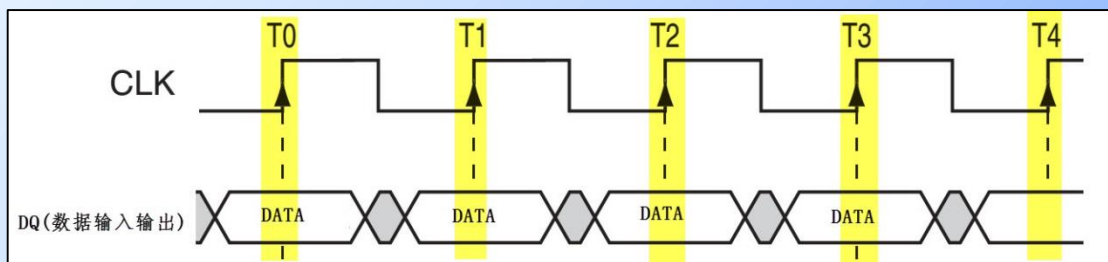 T0 T1 T2 T3 T4
CLK
DQ(数据输入输出) DATA DATA DATA DATA